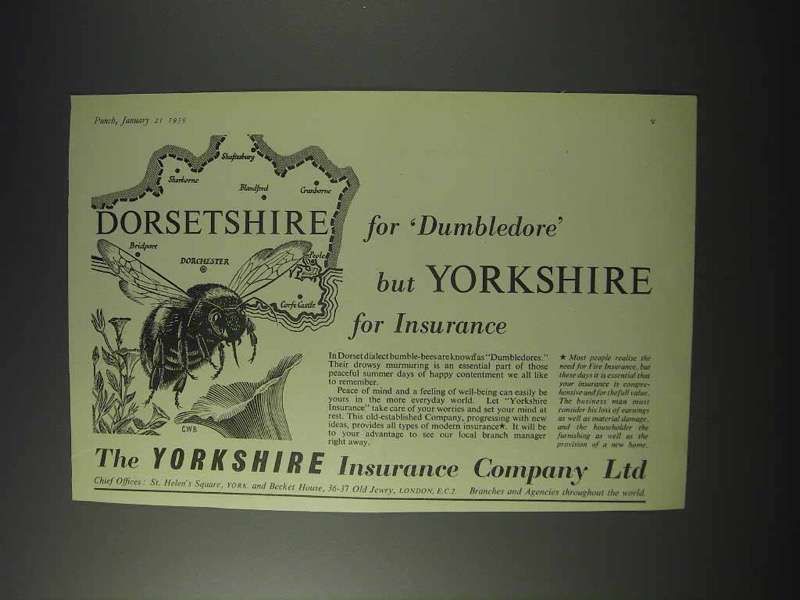 Punch, January 21 1959
v
Shaftesbury
Sherborne
Blandford
Cranborne
DORSETSHIRE
for 'Dumbledore'
Bridport
DORCHESTER
Poole
Corfe Castle
but YORKSHIRE
for Insurance
In Dorset dialect bumble-bees are known as "Dumbledores."
Their drowsy murmuring is an essential part of those
peaceful summer days of happy contentment we all like
to remember.
Peace of mind and a feeling of well-being can easily be
yours in the more everyday world. Let "Yorkshire
Insurance" take care of your worries and set your mind at
rest. This old-established Company, progressing with new
ideas, provides all types of modern insurance★. It will be
to your advantage to see our local branch manager
right away.
★ Most people realise the
need for Fire Insurance, but
these days it is essential that
your insurance is compre-
hensive and for the full value.
The business man must
consider his loss of earnings
as well as material damage,
and the householder the
furnishing as well as the
provision of a new home.
CWB
The YORKSHIRE Insurance Company Ltd
Chief Offices: St. Helen's Square, YORK and Becket House, 36-37 Old Jewry, LONDON, E.C.2. Branches and Agencies throughout the world.